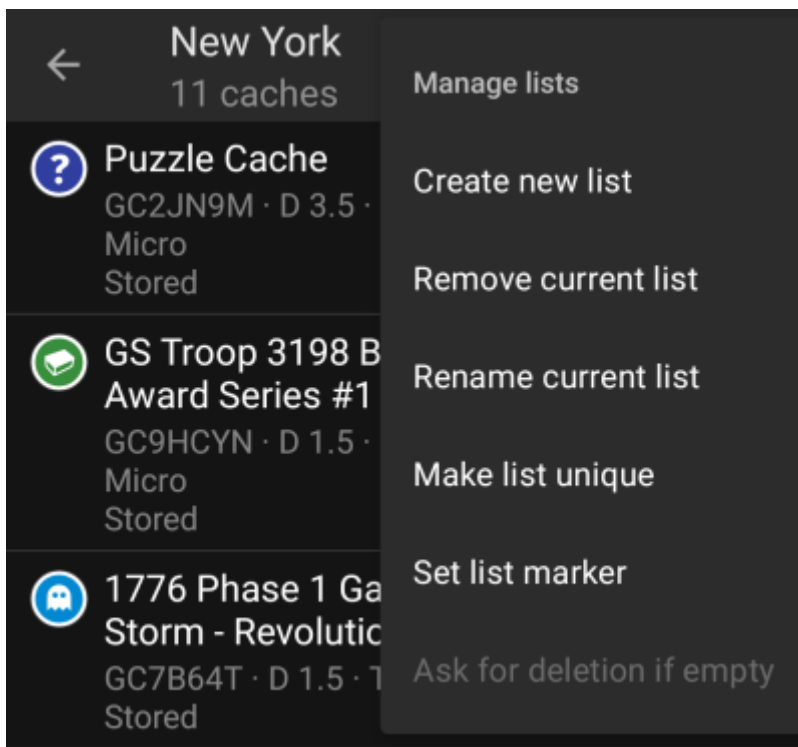 New York
11 caches
Puzzle Cache
GC2JN9M · D 3.5 ·
Micro
Stored
GS Troop 3198 B
Award Series #1
GC9HCYN · D 1.5 ·
Micro
Stored
1776 Phase 1 Ga
Storm - Revolutic
GC7B64T · D 1.5 · T
Stored
Manage lists
Create new list
Remove current list
Rename current list
Make list unique
Set list marker
Ask for deletion if empty